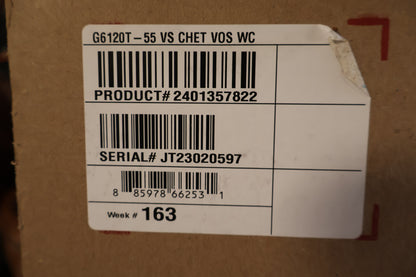 G6120T-55 VS CHET VOS WC
PRODUCT# 2401357822
SERIAL# JT23020597
8 85978 66253 1
Week # 163